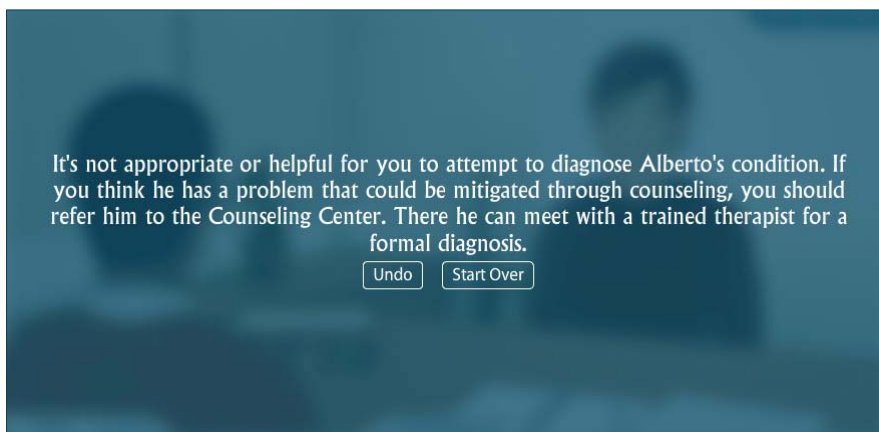 It's not appropriate or helpful for you to attempt to diagnose Alberto's condition. If
you think he has a problem that could be mitigated through counseling, you should
refer him to the Counseling Center. There he can meet with a trained therapist for a
formal diagnosis.
Undo Start Over